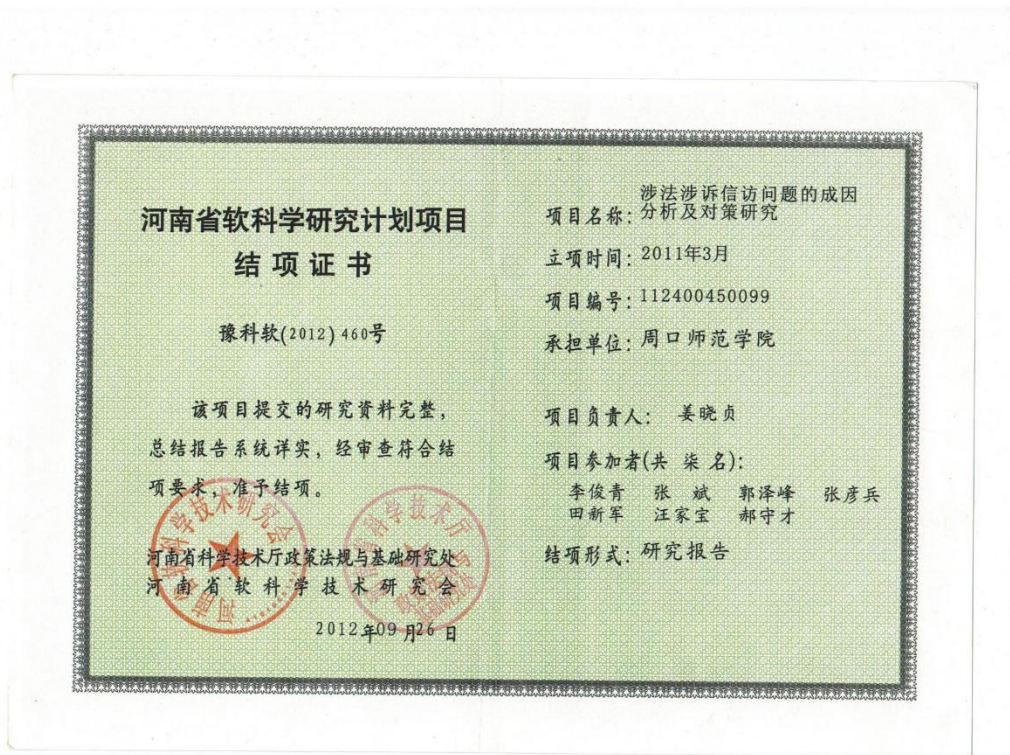 河南省软科学研究计划项目
结项证书
豫科软(2012)460号
该项目提交的研究资料完整，
总结报告系统详实，经审查符合结
项要求，准予结项。
河南省科学技术厅政策法规与基础研究处
河南省软科学技术研究会
2012年09月26日
涉法涉诉信访问题的成因
项目名称：分析及对策研究
立项时间：2011年3月
项目编号：112400450099
承担单位：周口师范学院
项目负责人：姜晓贞
项目参加者(共 柒 名)：
李俊青 张 斌 郭泽峰 张彦兵
田新军 汪家宝 郝守才
结项形式：研究报告